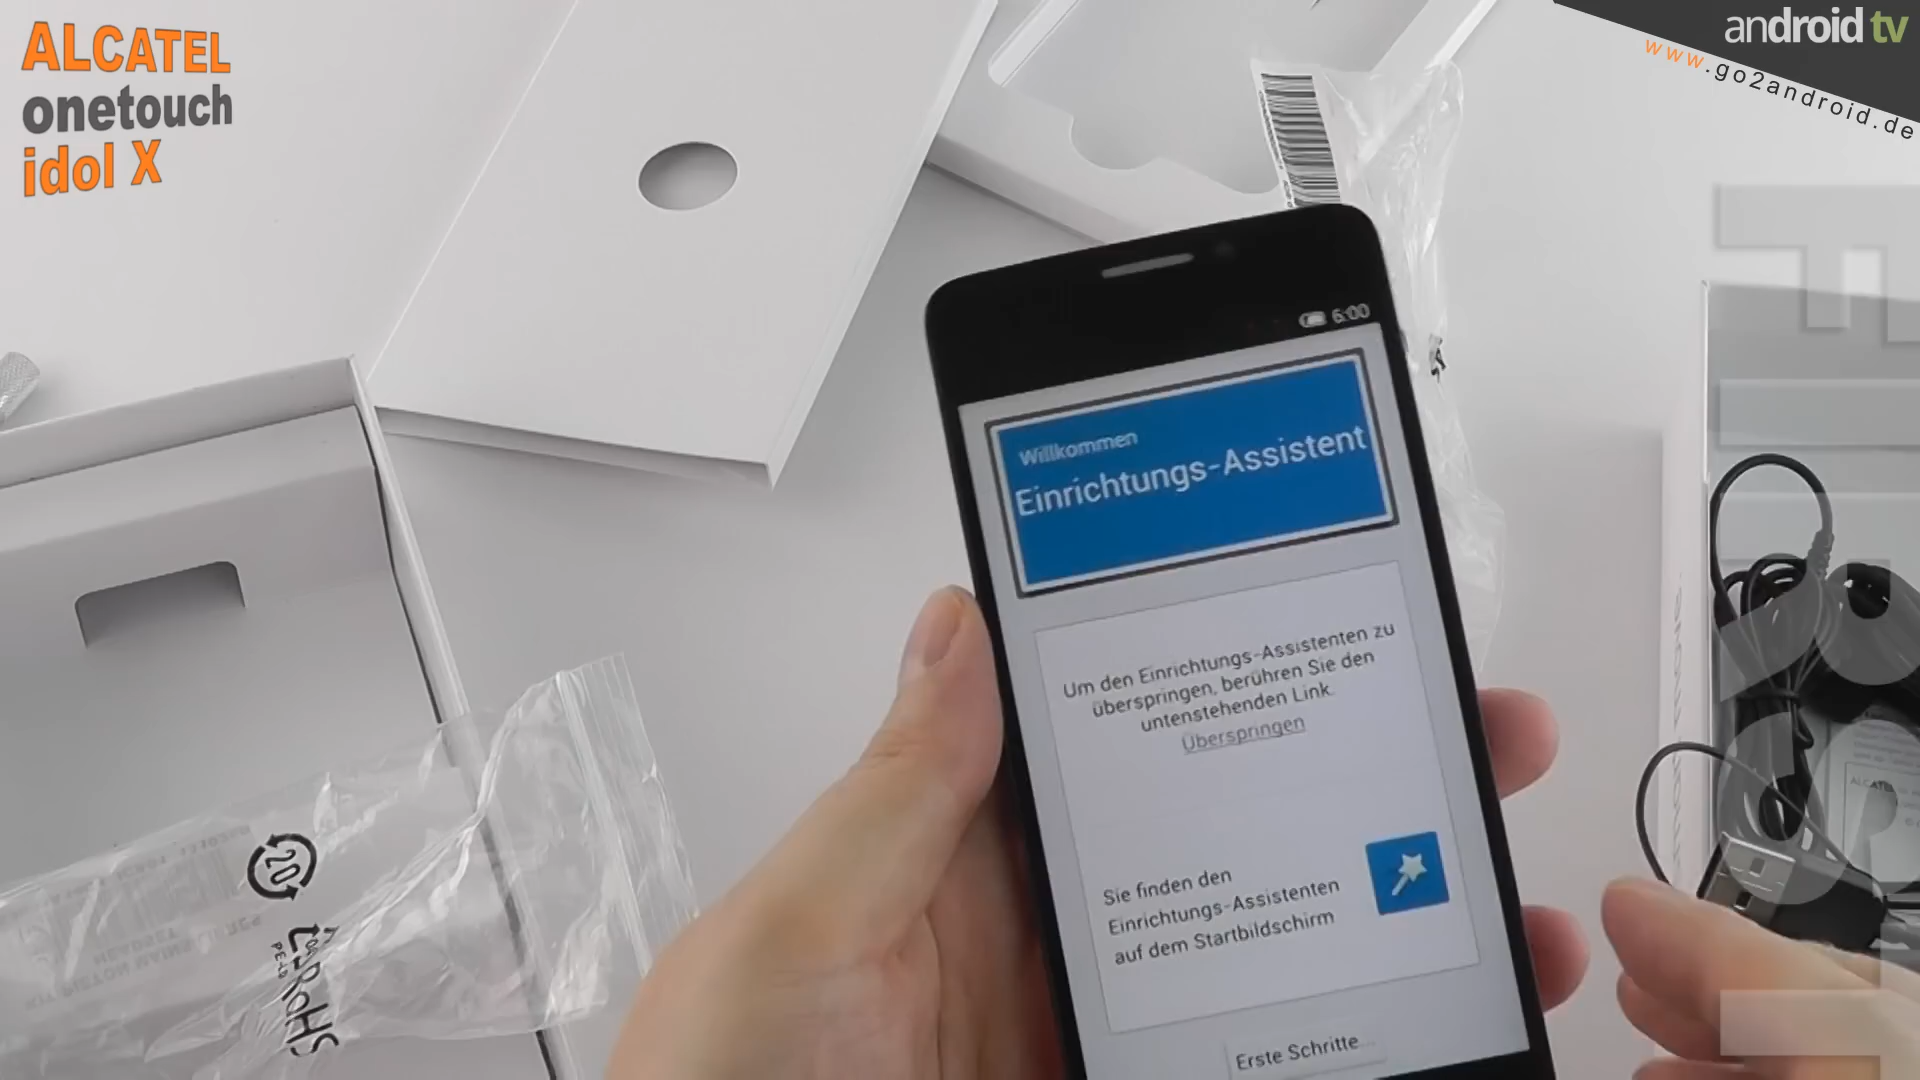 ALCATEL
onetouch
idol X
android tv
www.go2android.de
6:00
Willkommen
Einrichtungs-Assistent
Um den Einrichtungs-Assistenten zu
überspringen, berühren Sie den
untenstehenden Link.
Überspringen
Sie finden den
Einrichtungs-Assistenten
auf dem Startbildschirm
Erste Schritte...
20
RoHS
ALCATEL